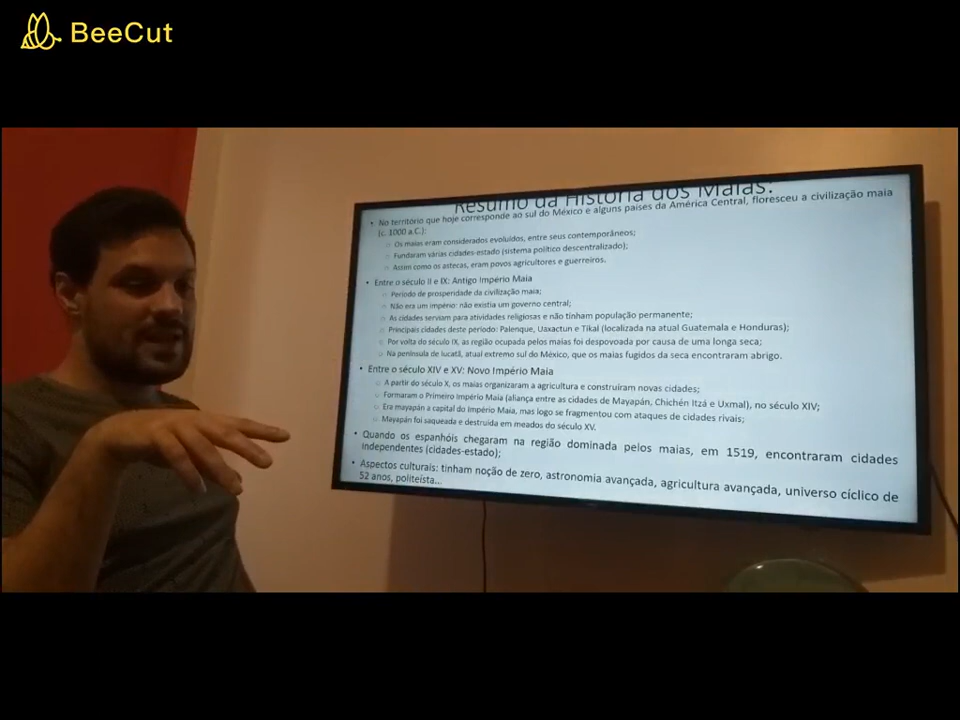 BeeCut
Resumo da História dos Maias:
• No território que hoje corresponde ao sul do México e alguns países da América Central, floresceu a civilização maia
(c. 1000 a.C.):
Os maias eram considerados evoluídos, entre seus contemporâneos;
Fundaram várias cidades-estado (sistema político descentralizado);
Assim como os astecas, eram povos agricultores e guerreiros.
• Entre o século II e IX: Antigo Império Maia
Período de prosperidade da civilização maia;
Não era um império: não existia um governo central;
As cidades serviam para atividades religiosas e não tinham população permanente;
Principais cidades deste período: Palenque, Uaxactun e Tikal (localizada na atual Guatemala e Honduras);
Por volta do século IX, as região ocupada pelos maias foi despovoada por causa de uma longa seca;
Na península de Iucatã, atual extremo sul do México, que os maias fugidos da seca encontraram abrigo.
• Entre o século XIV e XV: Novo Império Maia
A partir do século X, os maias organizaram a agricultura e construíram novas cidades;
Formaram o Primeiro Império Maia (aliança entre as cidades de Mayapán, Chichén Itzá e Uxmal), no século XIV;
Era mayapán a capital do Império Maia, mas logo se fragmentou com ataques de cidades rivais;
Mayapán foi saqueada e destruída em meados do século XV.
• Quando os espanhóis chegaram na região dominada pelos maias, em 1519, encontraram cidades
independentes (cidades-estado);
• Aspectos culturais: tinham noção de zero, astronomia avançada, agricultura avançada, universo cíclico de
52 anos, politeísta...